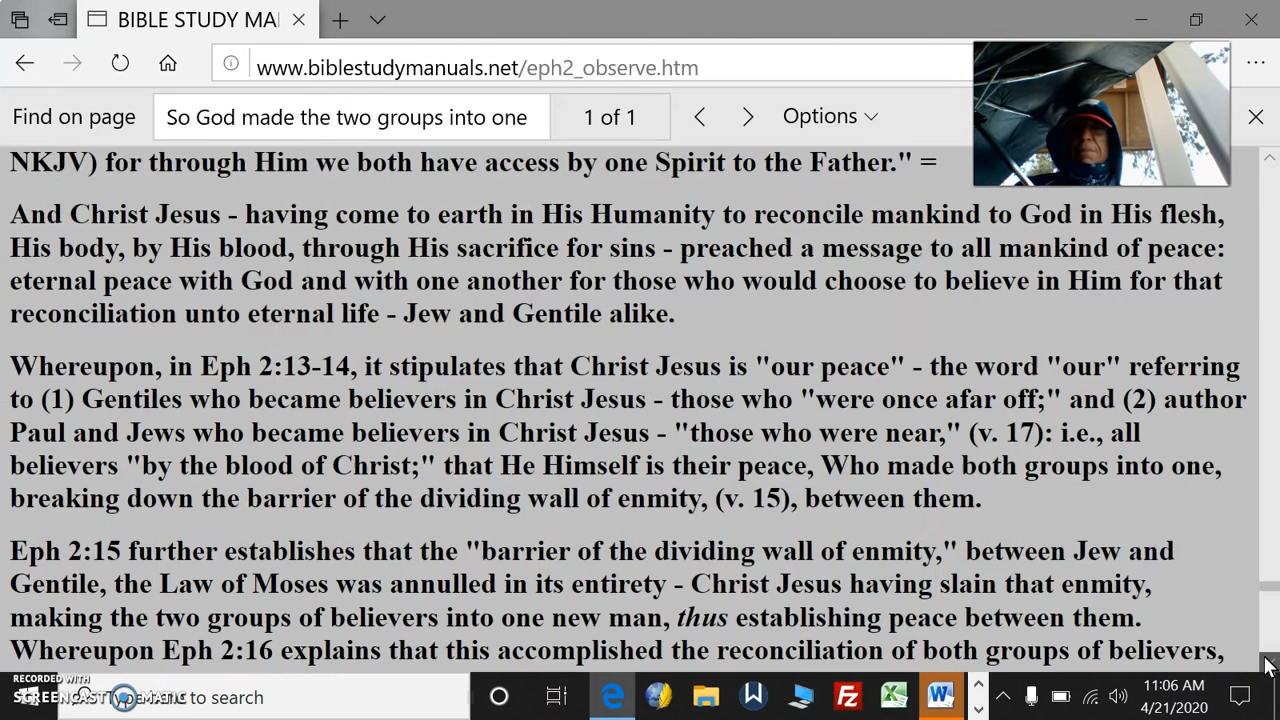 BIBLE STUDY MA
www.biblestudymanuals.net/eph2_observe.htm
Find on page
So God made the two groups into one
1 of 1
Options
NKJV) for through Him we both have access by one Spirit to the Father." =
And Christ Jesus - having come to earth in His Humanity to reconcile mankind to God in His flesh,
His body, by His blood, through His sacrifice for sins - preached a message to all mankind of peace:
eternal peace with God and with one another for those who would choose to believe in Him for that
reconciliation unto eternal life - Jew and Gentile alike.
Whereupon, in Eph 2:13-14, it stipulates that Christ Jesus is "our peace" - the word "our" referring
to (1) Gentiles who became believers in Christ Jesus - those who "were once afar off;" and (2) author
Paul and Jews who became believers in Christ Jesus - "those who were near," (v. 17): i.e., all
believers "by the blood of Christ;" that He Himself is their peace, Who made both groups into one,
breaking down the barrier of the dividing wall of enmity, (v. 15), between them.
Eph 2:15 further establishes that the "barrier of the dividing wall of enmity," between Jew and
Gentile, the Law of Moses was annulled in its entirety - Christ Jesus having slain that enmity,
making the two groups of believers into one new man, thus establishing peace between them.
Whereupon Eph 2:16 explains that this accomplished the reconciliation of both groups of believers,
RECORDED WITH
SCREENCAST MATIC
Type here to search
11:06 AM
4/21/2020